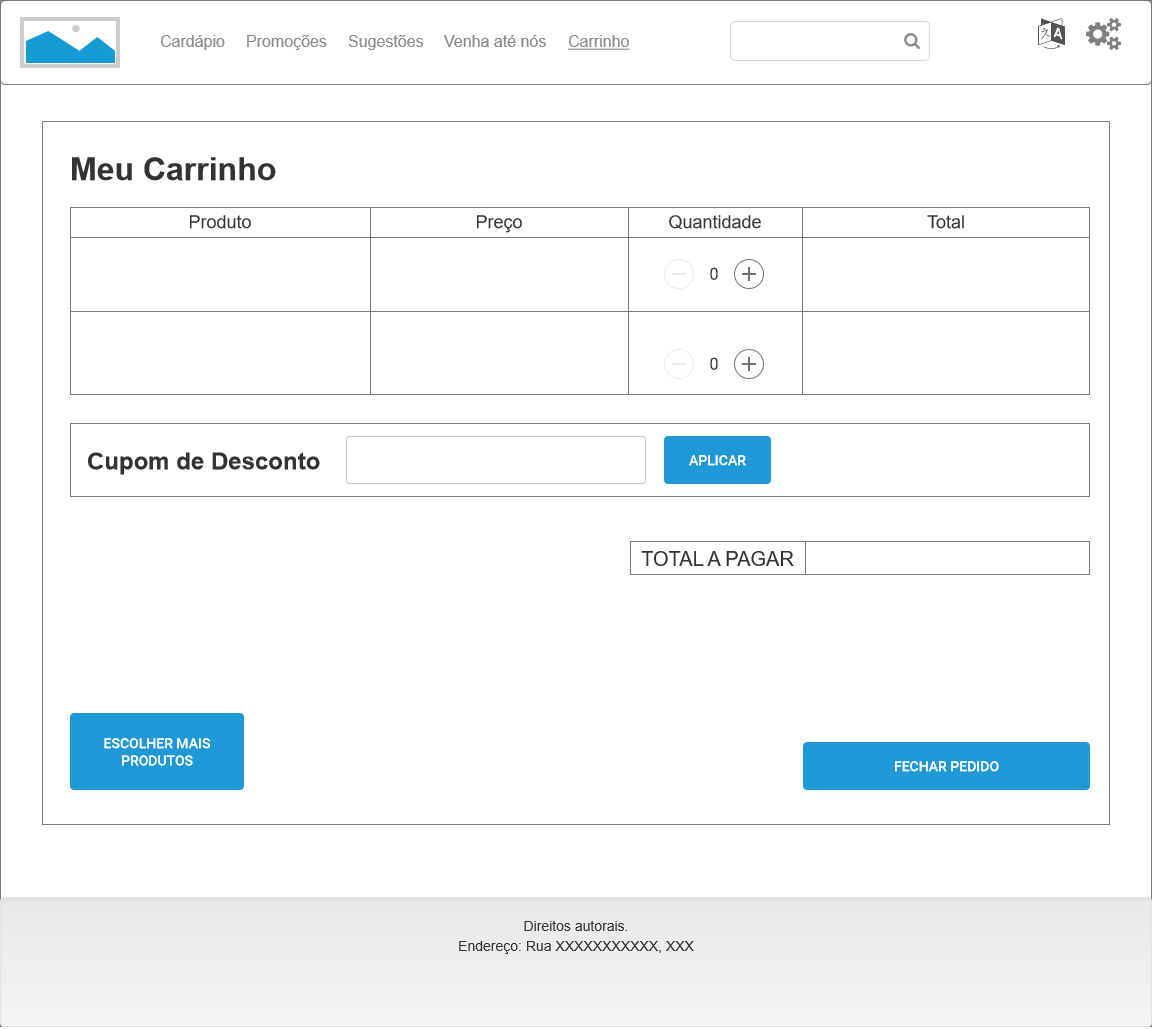 Cardápio Promoções Sugestões Venha até nós Carrinho
Meu Carrinho
Produto Preço Quantidade Total
0
0
Cupom de Desconto APLICAR
TOTAL A PAGAR
ESCOLHER MAIS
PRODUTOS
FECHAR PEDIDO
Direitos autorais.
Endereço: Rua XXXXXXXXXXX, XXX